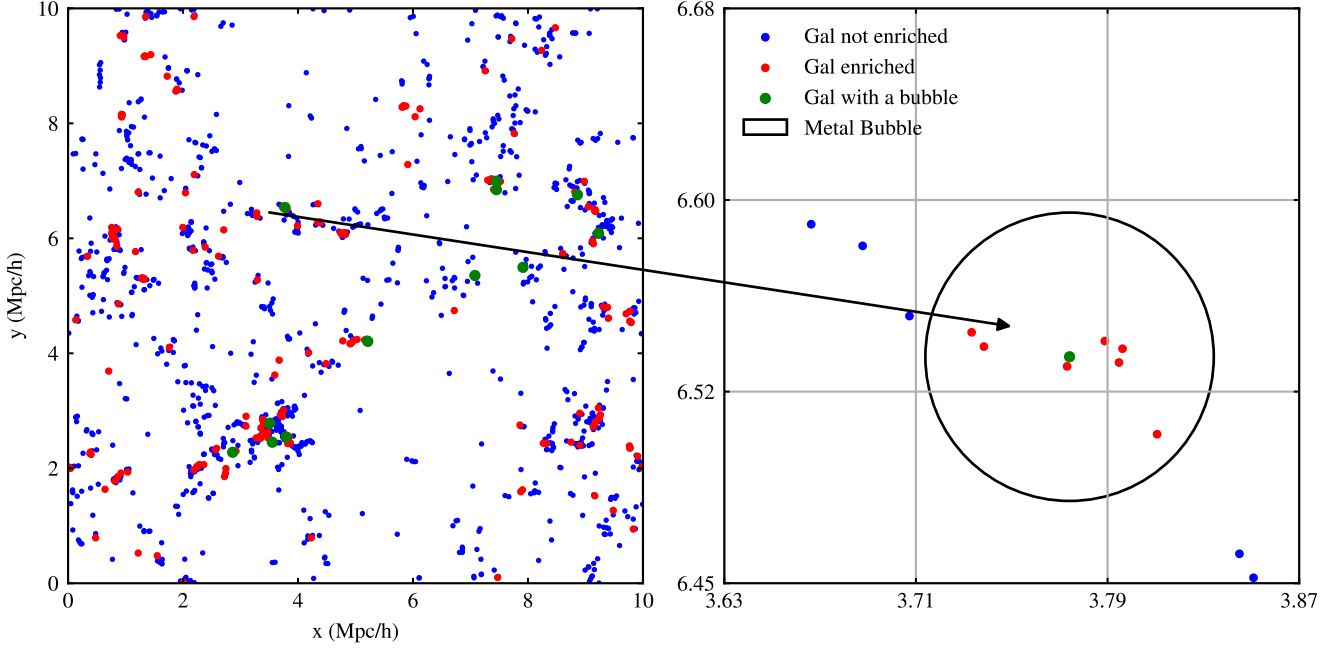 10
8
6
4
2
0
y (Mpc/h)
0 2 4 6 8 10
x (Mpc/h)
6.68
6.60
6.52
6.45
3.63 3.71 3.79 3.87
Gal not enriched
Gal enriched
Gal with a bubble
Metal Bubble